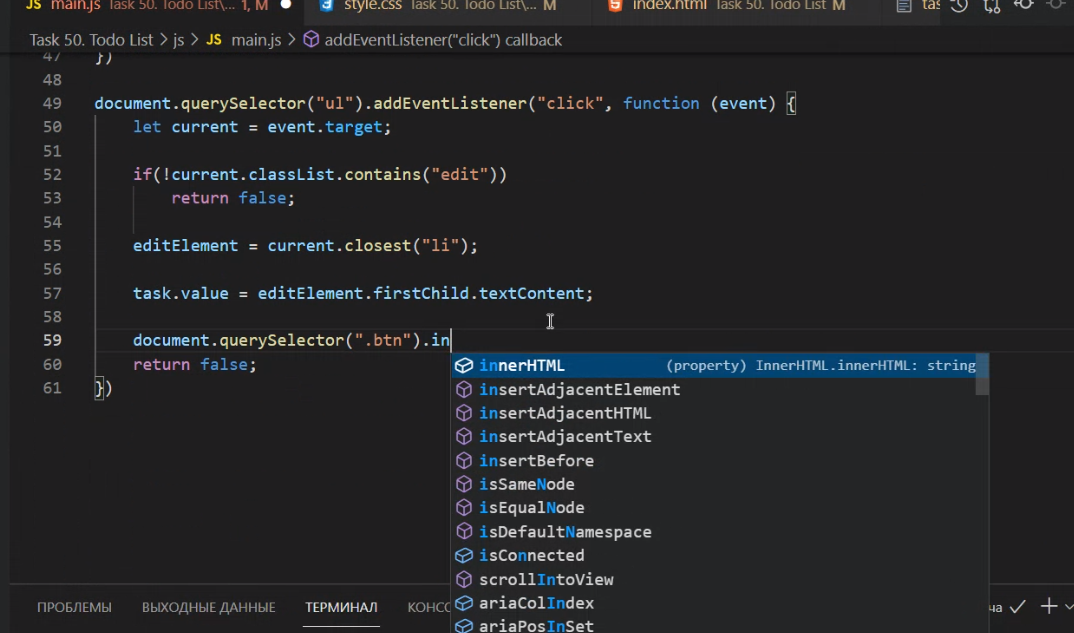 JS main.js Task 50. Todo List\... 1, M style.css Task 50. Todo List\... M index.html Task 50. Todo List M tas
Task 50. Todo List > js > JS main.js > addEventListener("click") callback
47 })
48
49 document.querySelector("ul").addEventListener("click", function (event) {
50 let current = event.target;
51
52 if(!current.classList.contains("edit"))
53 return false;
54
55 editElement = current.closest("li");
56
57 task.value = editElement.firstChild.textContent;
58
59 document.querySelector(".btn").in
60 return false;
61 })
innerHTML (property) InnerHTML.innerHTML: string
insertAdjacentElement
insertAdjacentHTML
insertAdjacentText
insertBefore
isSameNode
isEqualNode
isDefaultNamespace
isConnected
scrollIntoView
ariaColIndex
ariaPosInSet
ПРОБЛЕМЫ ВЫХОДНЫЕ ДАННЫЕ ТЕРМИНАЛ КОНСО на